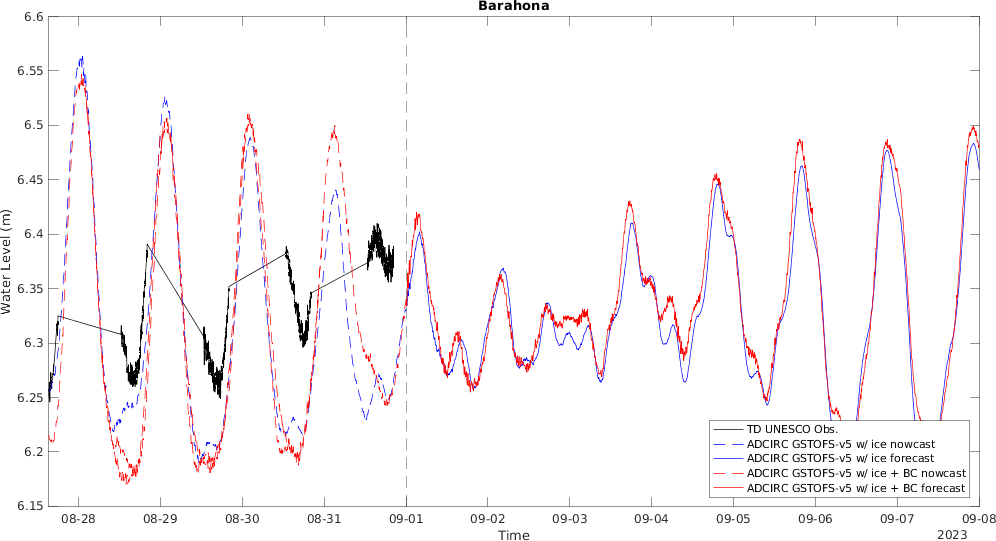 Barahona
Water Level (m)
6.6
6.55
6.5
6.45
6.4
6.35
6.3
6.25
6.2
6.15
TD UNESCO Obs.
ADCIRC GSTOFS-v5 w/ ice nowcast
ADCIRC GSTOFS-v5 w/ ice forecast
ADCIRC GSTOFS-v5 w/ ice + BC nowcast
ADCIRC GSTOFS-v5 w/ ice + BC forecast
08-28 08-29 08-30 08-31 09-01 09-02 09-03 09-04 09-05 09-06 09-07 09-08
Time
2023